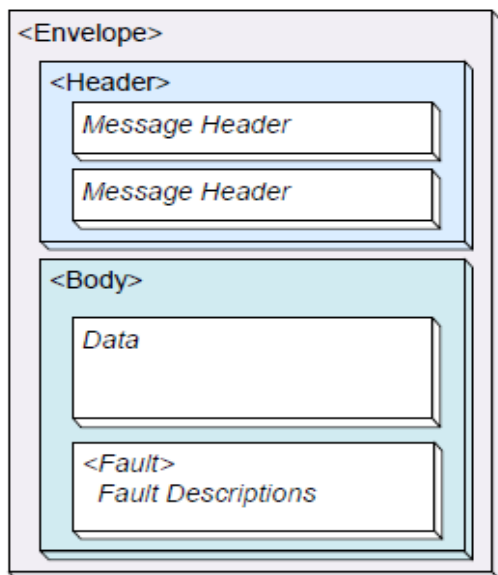 <Envelope>
<Header>
Message Header
Message Header
<Body>
Data
<Fault>
Fault Descriptions